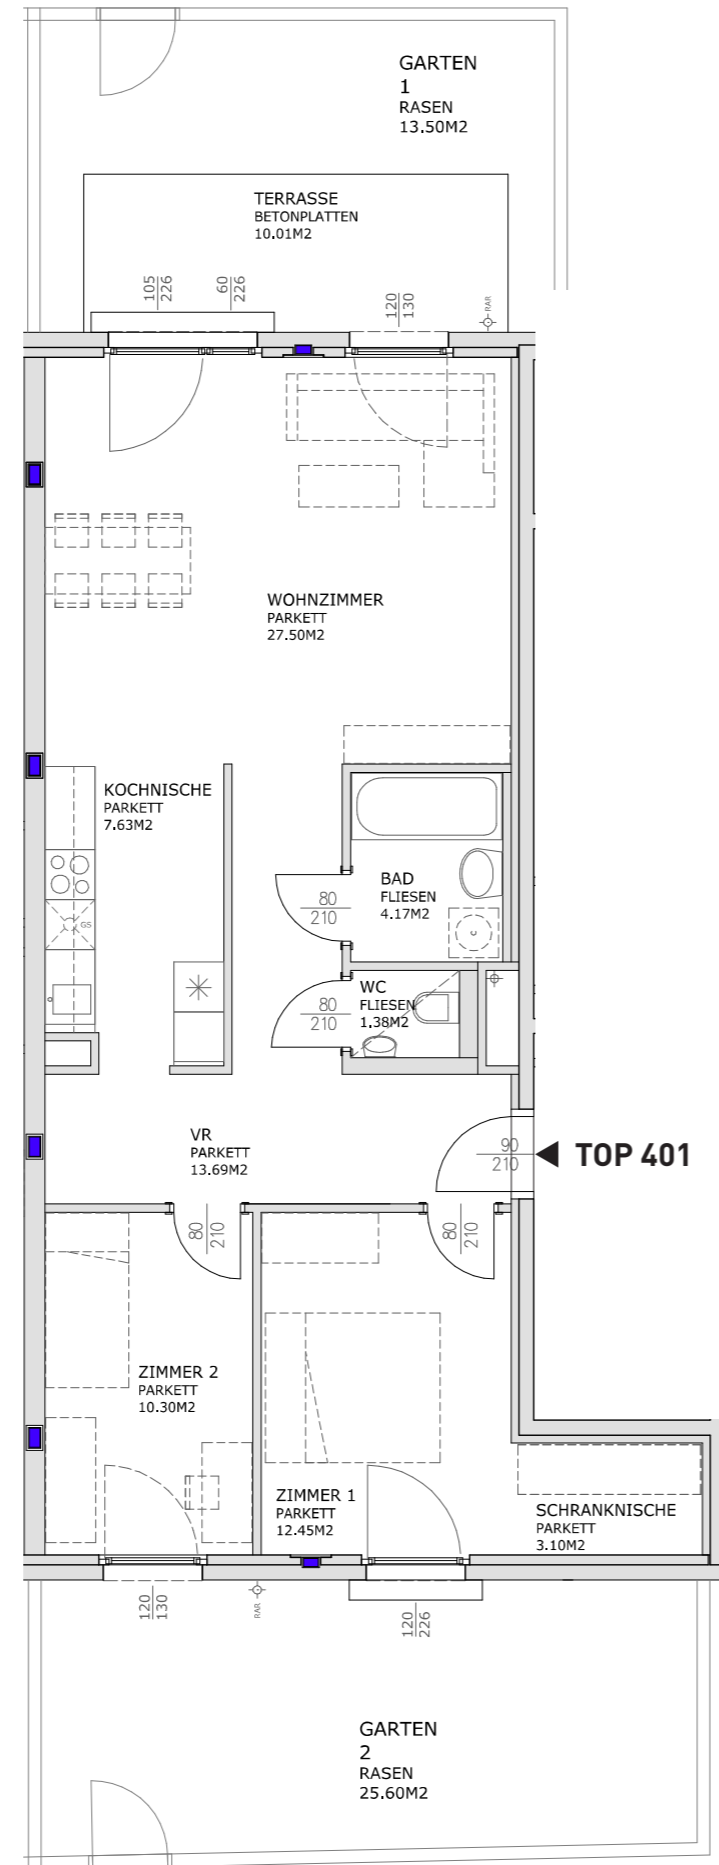 GARTEN
1
RASEN
13.50M2
TERRASSE
BETONPLATTEN
10.01M2
105
226
60
226
120
130
RAR
WOHNZIMMER
PARKETT
27.50M2
KOCHNISCHE
PARKETT
7.63M2
GS
BAD
FLIESEN
4.17M2
80
210
WC
FLIESEN
1.38M2
80
210
VR
PARKETT
13.69M2
90
210
TOP 401
80
210
80
210
ZIMMER 2
PARKETT
10.30M2
ZIMMER 1
PARKETT
12.45M2
SCHRANKNISCHE
PARKETT
3.10M2
120
130
RAR
120
226
GARTEN
2
RASEN
25.60M2